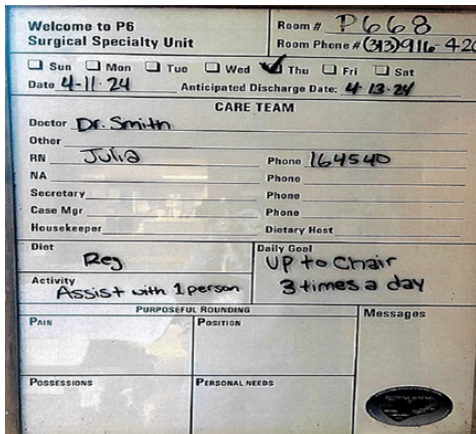 Welcome to P6 Room # P668
Surgical Specialty Unit Room Phone # (313)916-420
Sun Mon Tue Wed Thu Fri Sat
Date 4-11-24 Anticipated Discharge Date: 4-13-24
CARE TEAM
Doctor Dr. Smith
Other
RN Julia Phone 164540
NA Phone
Secretary Phone
Case Mgr Phone
Housekeeper Dietary Host
Diet Daily Goal
Reg UP to Chair
Activity 3 times a day
Assist with 1 person
PURPOSEFUL ROUNDING Messages
PAIN POSITION
POSSESSIONS PERSONAL NEEDS